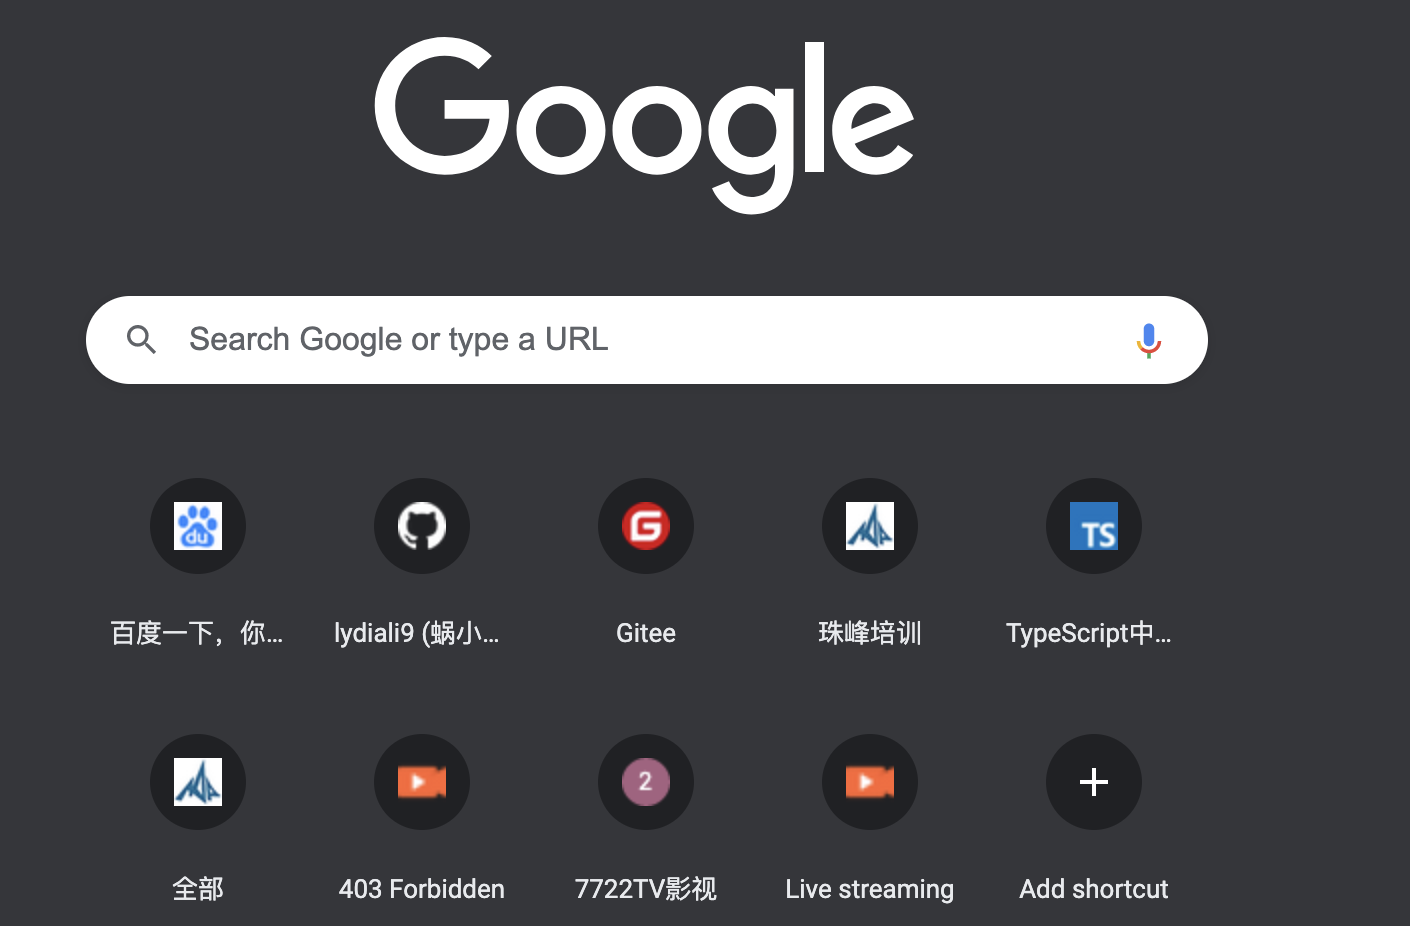 Google
Search Google or type a URL
du
TS
百度一下，你...
lydiali9 (蜗小...
Gitee
珠峰培训
TypeScript中...
2
全部
403 Forbidden
7722TV影视
Live streaming
Add shortcut